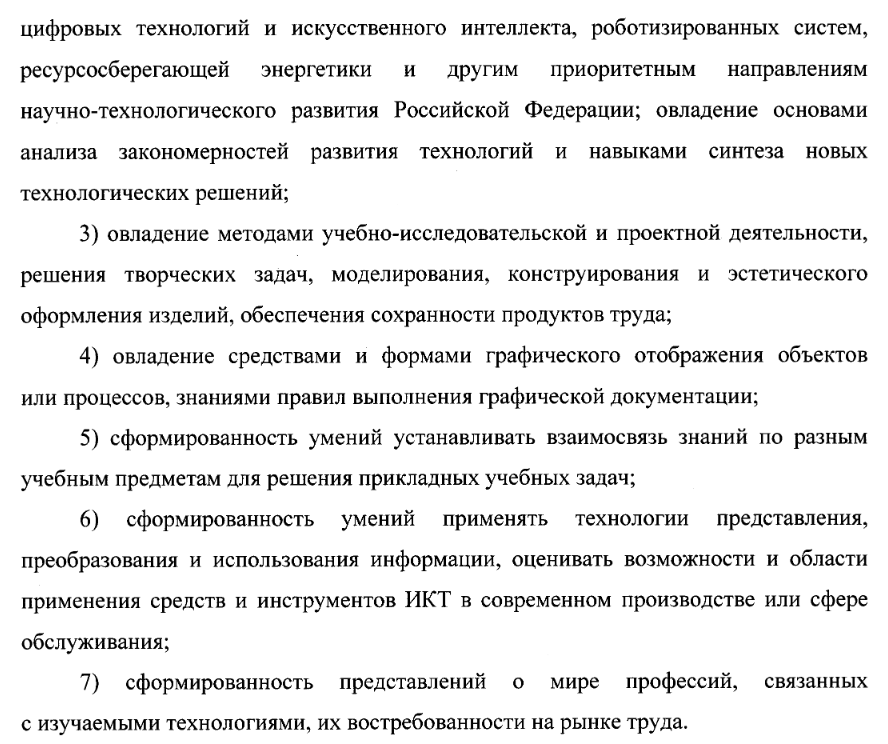 цифровых технологий и искусственного интеллекта, роботизированных систем,
ресурсосберегающей энергетики и другим приоритетным направлениям
научно-технологического развития Российской Федерации; овладение основами
анализа закономерностей развития технологий и навыками синтеза новых
технологических решений;
3) овладение методами учебно-исследовательской и проектной деятельности,
решения творческих задач, моделирования, конструирования и эстетического
оформления изделий, обеспечения сохранности продуктов труда;
4) овладение средствами и формами графического отображения объектов
или процессов, знаниями правил выполнения графической документации;
5) сформированность умений устанавливать взаимосвязь знаний по разным
учебным предметам для решения прикладных учебных задач;
6) сформированность умений применять технологии представления,
преобразования и использования информации, оценивать возможности и области
применения средств и инструментов ИКТ в современном производстве или сфере
обслуживания;
7) сформированность представлений о мире профессий, связанных
с изучаемыми технологиями, их востребованности на рынке труда.